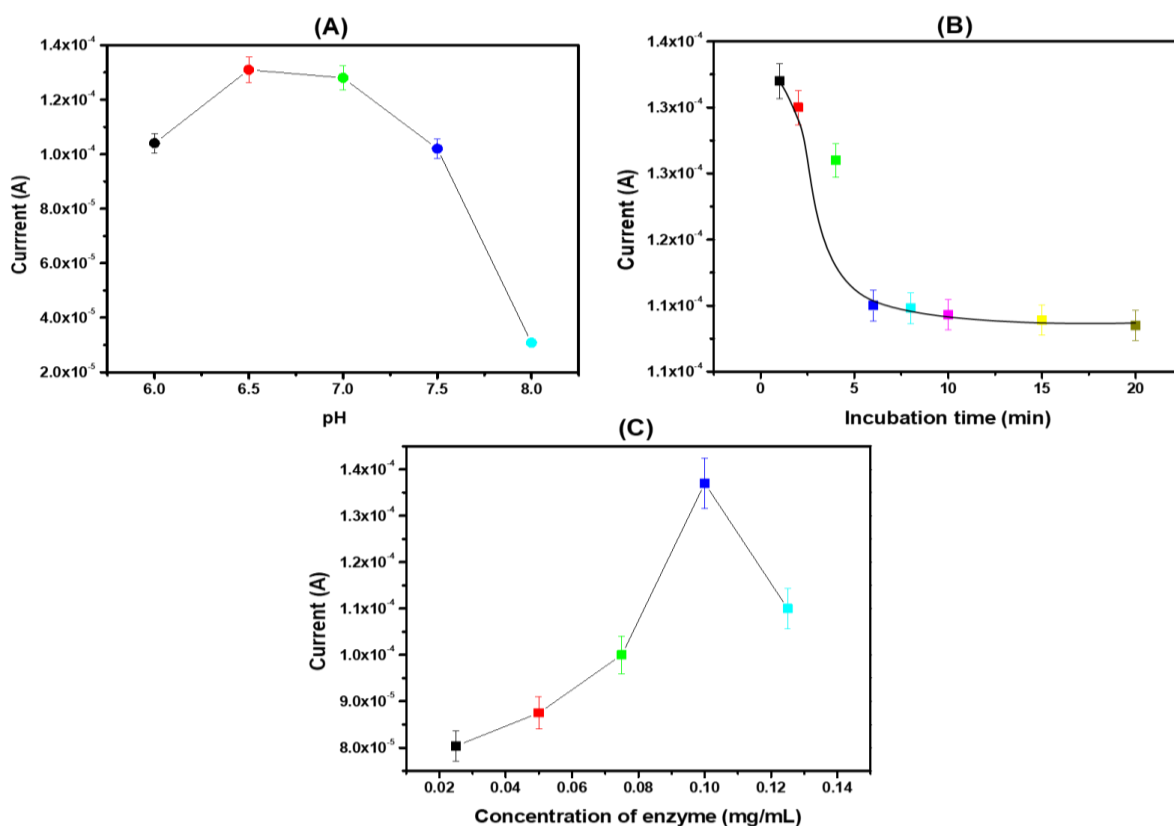 (A)
1.4x10⁻⁴
1.2x10⁻⁴
1.0x10⁻⁴
8.0x10⁻⁵
6.0x10⁻⁵
4.0x10⁻⁵
2.0x10⁻⁵
Currrent (A)
6.0 6.5 7.0 7.5 8.0
pH
(B)
1.4x10⁻⁴
1.3x10⁻⁴
1.3x10⁻⁴
1.2x10⁻⁴
1.1x10⁻⁴
1.1x10⁻⁴
Current (A)
0 5 10 15 20
Incubation time (min)
(C)
1.4x10⁻⁴
1.3x10⁻⁴
1.2x10⁻⁴
1.1x10⁻⁴
1.0x10⁻⁴
9.0x10⁻⁵
8.0x10⁻⁵
Current (A)
0.02 0.04 0.06 0.08 0.10 0.12 0.14
Concentration of enzyme (mg/mL)